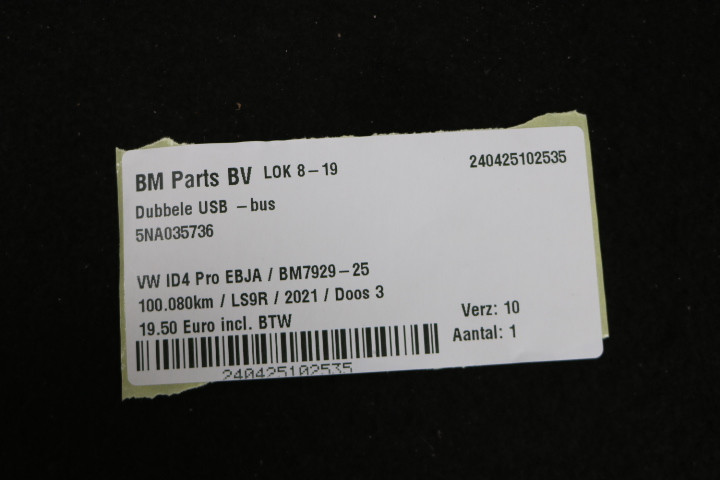 BM Parts BV LOK 8-19 240425102535
Dubbele USB -bus
5NA035736
VW ID4 Pro EBJA / BM7929-25
100.080km / LS9R / 2021 / Doos 3
19.50 Euro incl. BTW
Verz: 10
Aantal: 1
240425102535